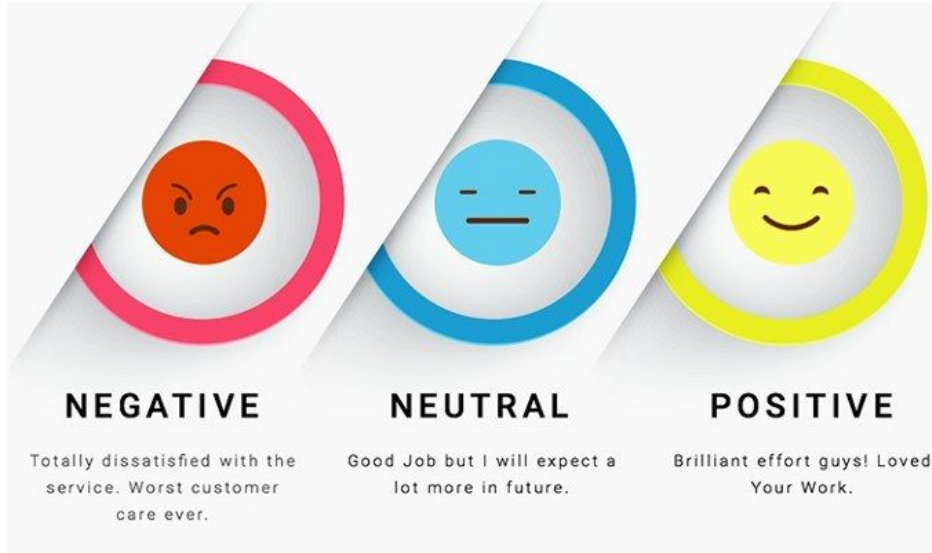 NEGATIVE
Totally dissatisfied with the
service. Worst customer
care ever.
NEUTRAL
Good Job but I will expect a
lot more in future.
POSITIVE
Brilliant effort guys! Loved
Your Work.